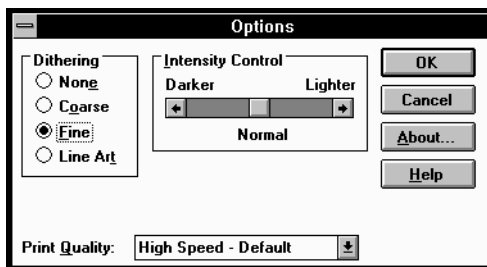 Options
Dithering
None
Coarse
Fine
Line Art
Intensity Control
Darker Lighter
Normal
OK
Cancel
About...
Help
Print Quality: High Speed - Default